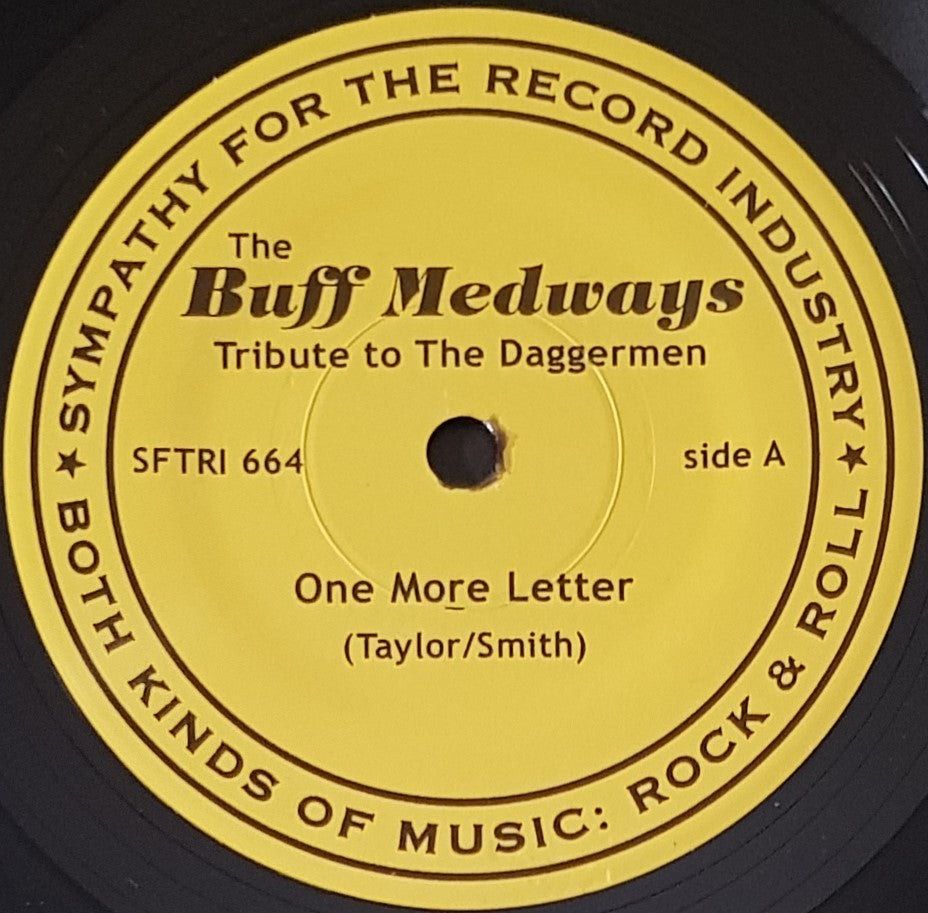 SYMPATHY FOR THE RECORD INDUSTRY
The
Buff Medways
Tribute to The Daggermen
SFTRI 664
side A
One More Letter
(Taylor/Smith)
★ BOTH KINDS OF MUSIC: ROCK & ROLL ★